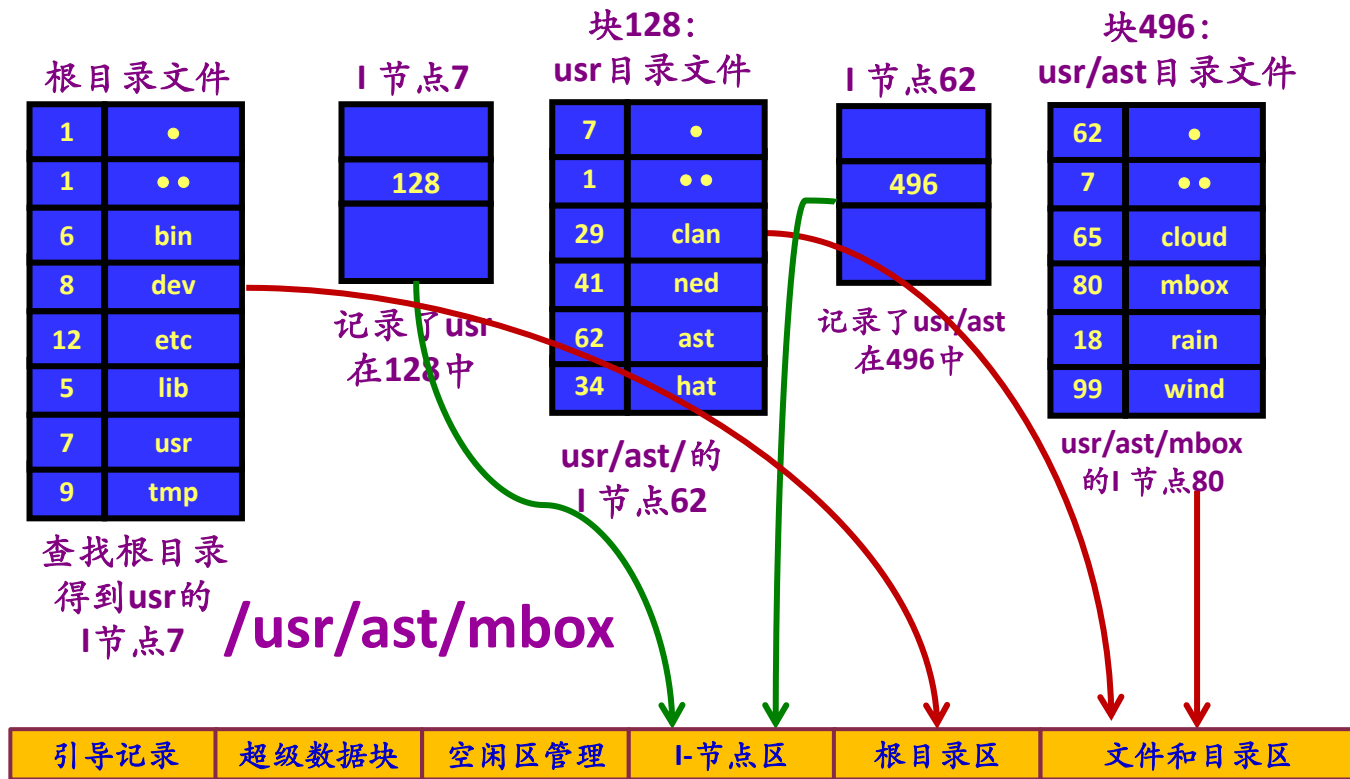 根目录文件
1 •
1 ••
6 bin
8 dev
12 etc
5 lib
7 usr
9 tmp
查找根目录
得到usr的
I节点7
I 节点7
128
记录了usr
在128中
块128：
usr目录文件
7 •
1 ••
29 clan
41 ned
62 ast
34 hat
usr/ast/的
I 节点62
I 节点62
496
记录了usr/ast
在496中
块496：
usr/ast目录文件
62 •
7 ••
65 cloud
80 mbox
18 rain
99 wind
usr/ast/mbox
的I 节点80
/usr/ast/mbox
引导记录 超级数据块 空闲区管理 I-节点区 根目录区 文件和目录区